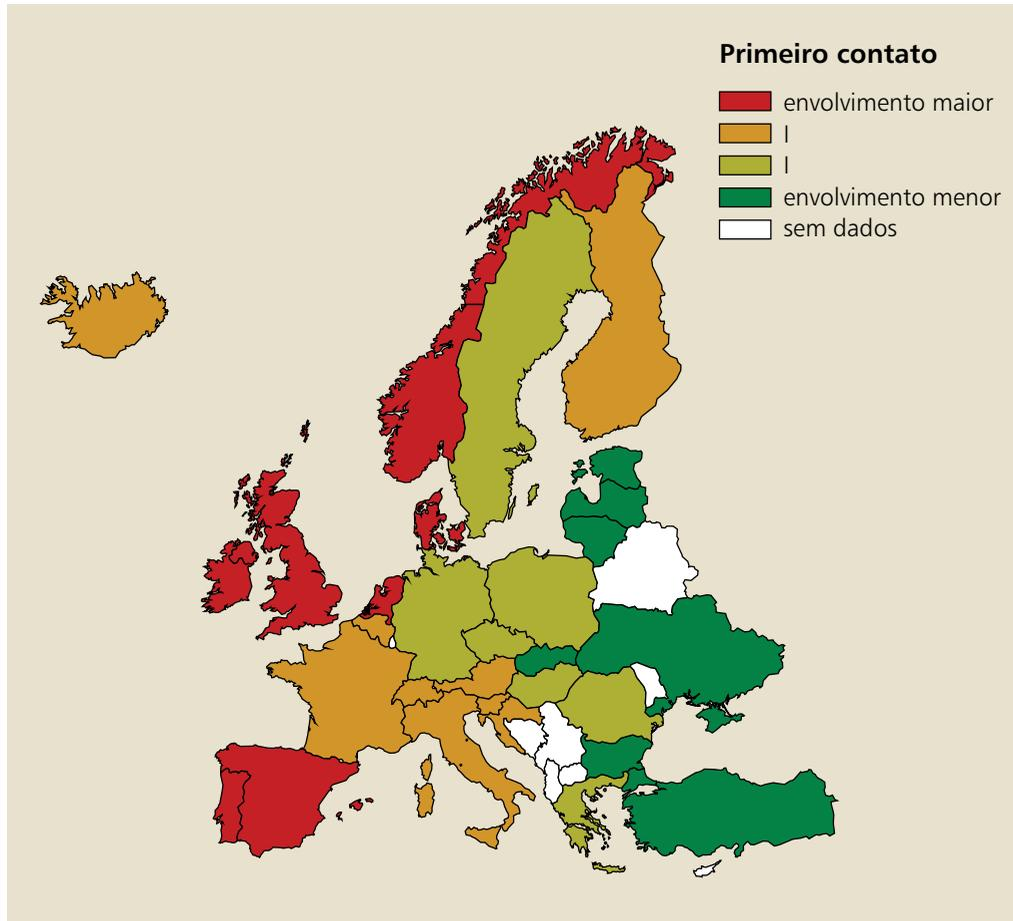 Primeiro contato
envolvimento maior
I
I
envolvimento menor
sem dados